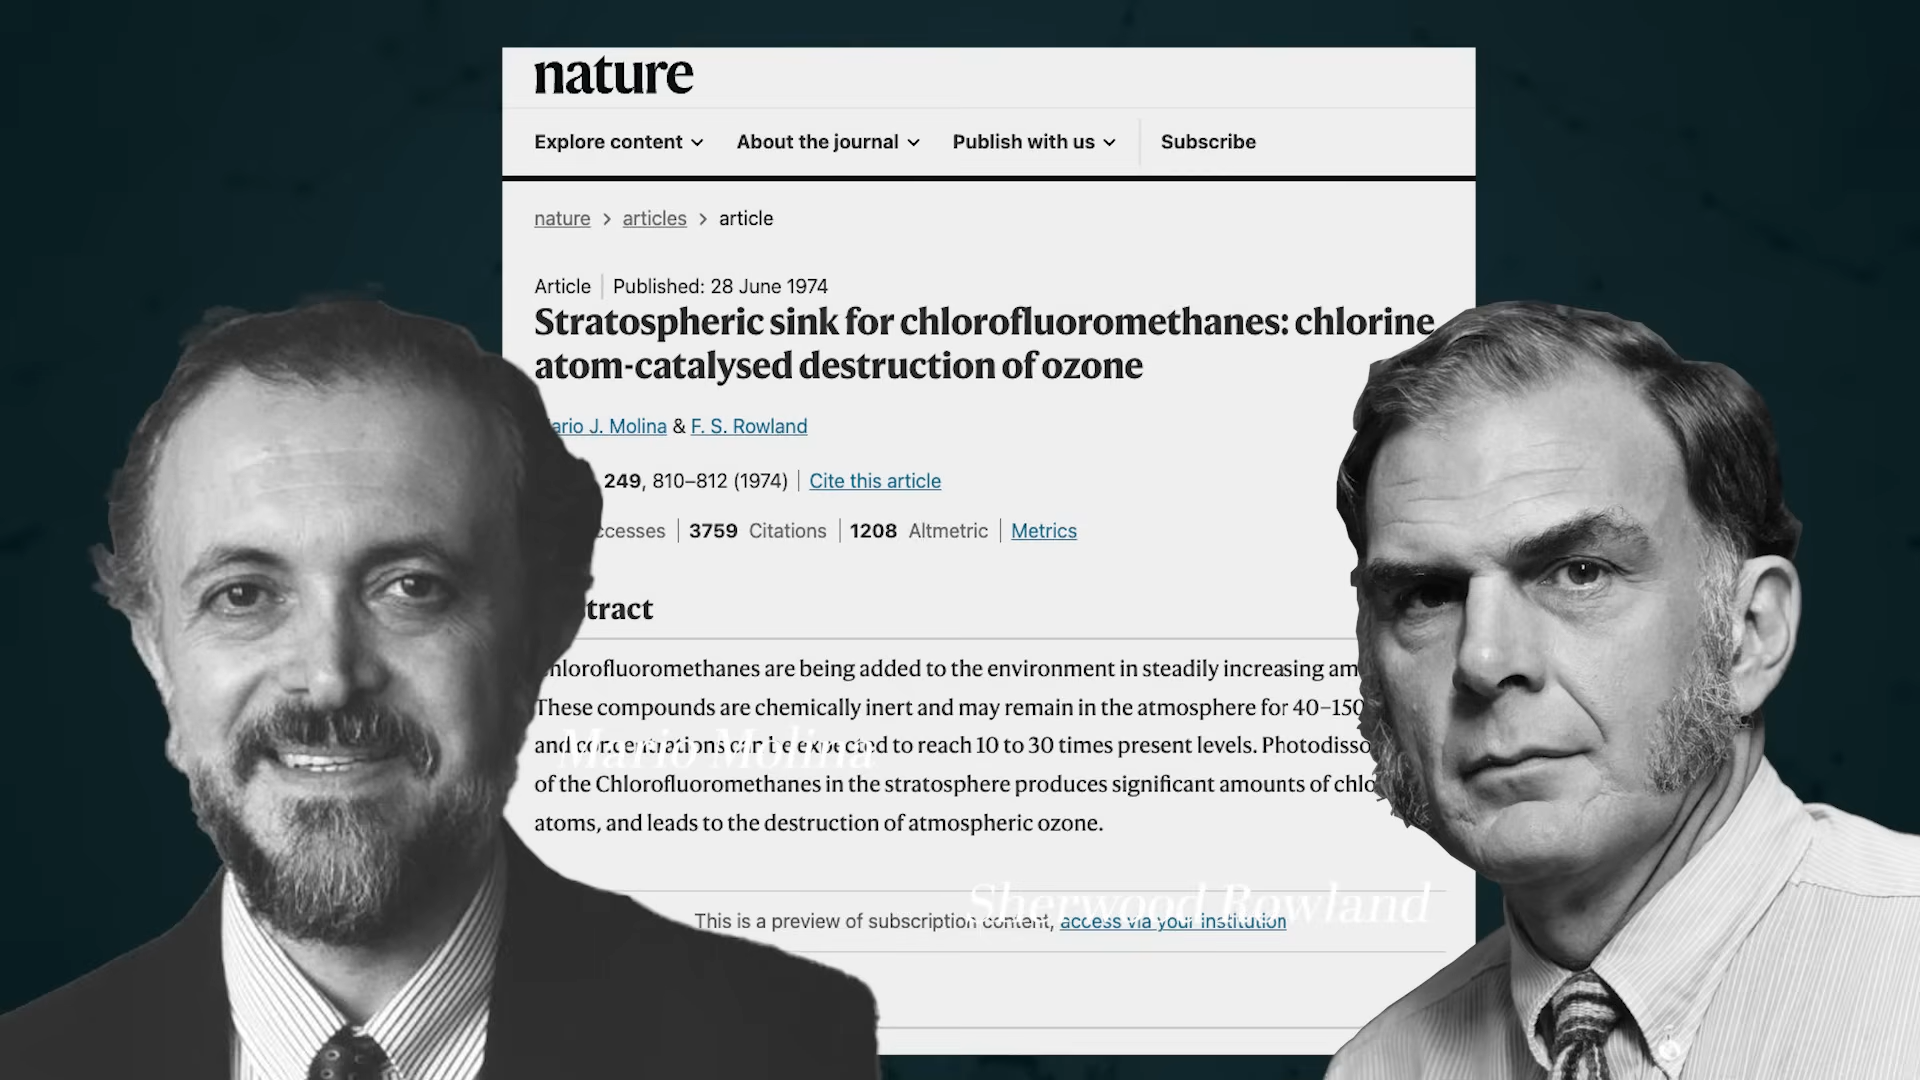 nature
Explore content About the journal Publish with us Subscribe
nature > articles > article
Article | Published: 28 June 1974
Stratospheric sink for chlorofluoromethanes: chlorine
atom-catalysed destruction of ozone
ario J. Molina & F. S. Rowland
249, 810–812 (1974) | Cite this article
ccesses | 3759 Citations | 1208 Altmetric | Metrics
tract
hlorofluoromethanes are being added to the environment in steadily increasing am
These compounds are chemically inert and may remain in the atmosphere for 40–150
Mario Molina
and concentrations can be expected to reach 10 to 30 times present levels. Photodisso
of the Chlorofluoromethanes in the stratosphere produces significant amounts of chlo
atoms, and leads to the destruction of atmospheric ozone.
Sherwood Rowland
This is a preview of subscription content, access via your institution